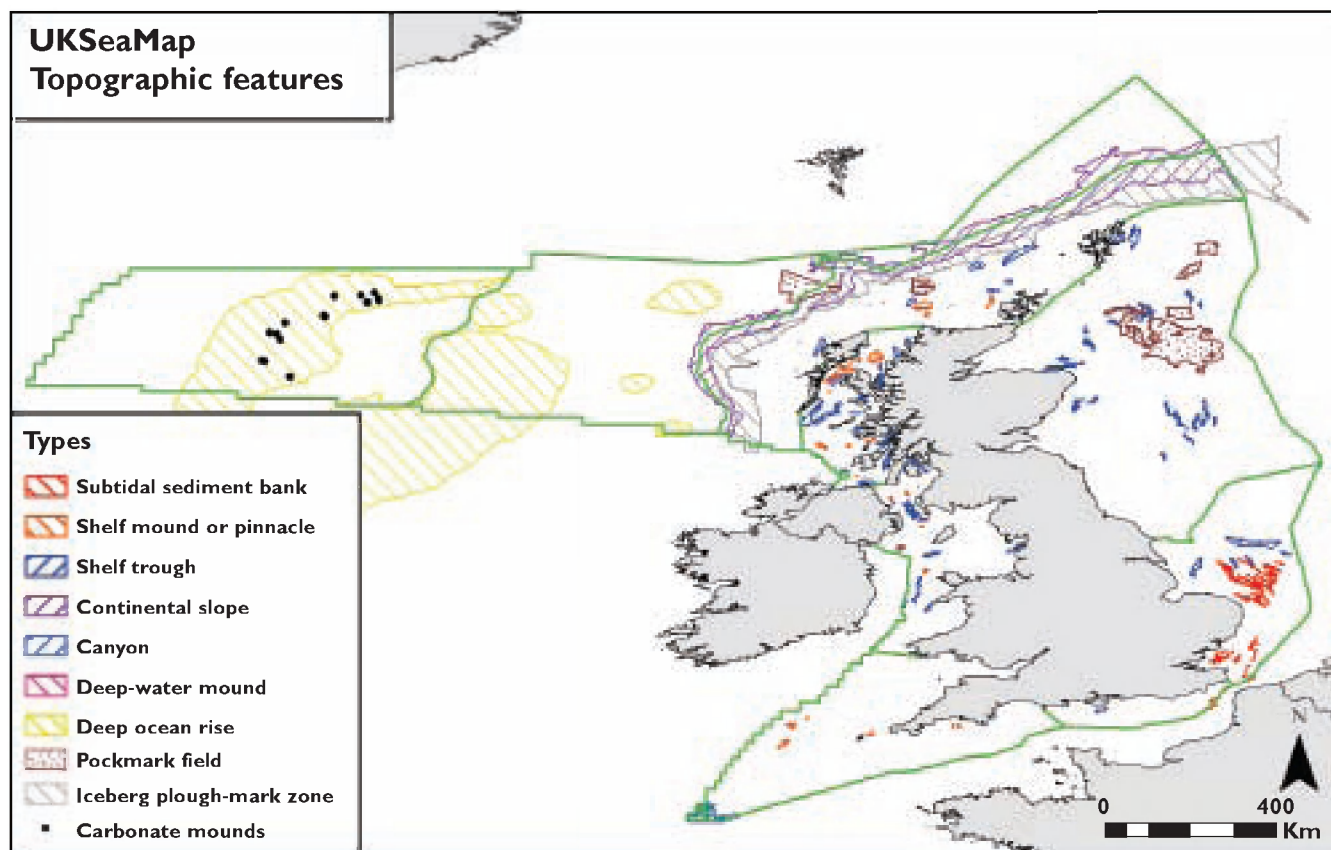 UKSeaMap
Topographic features
Types
Subtidal sediment bank
Shelf mound or pinnacle
Shelf trough
Continental slope
Canyon
Deep-water mound
Deep ocean rise
Pockmark field
Iceberg plough-mark zone
Carbonate mounds
N
0 400
Km